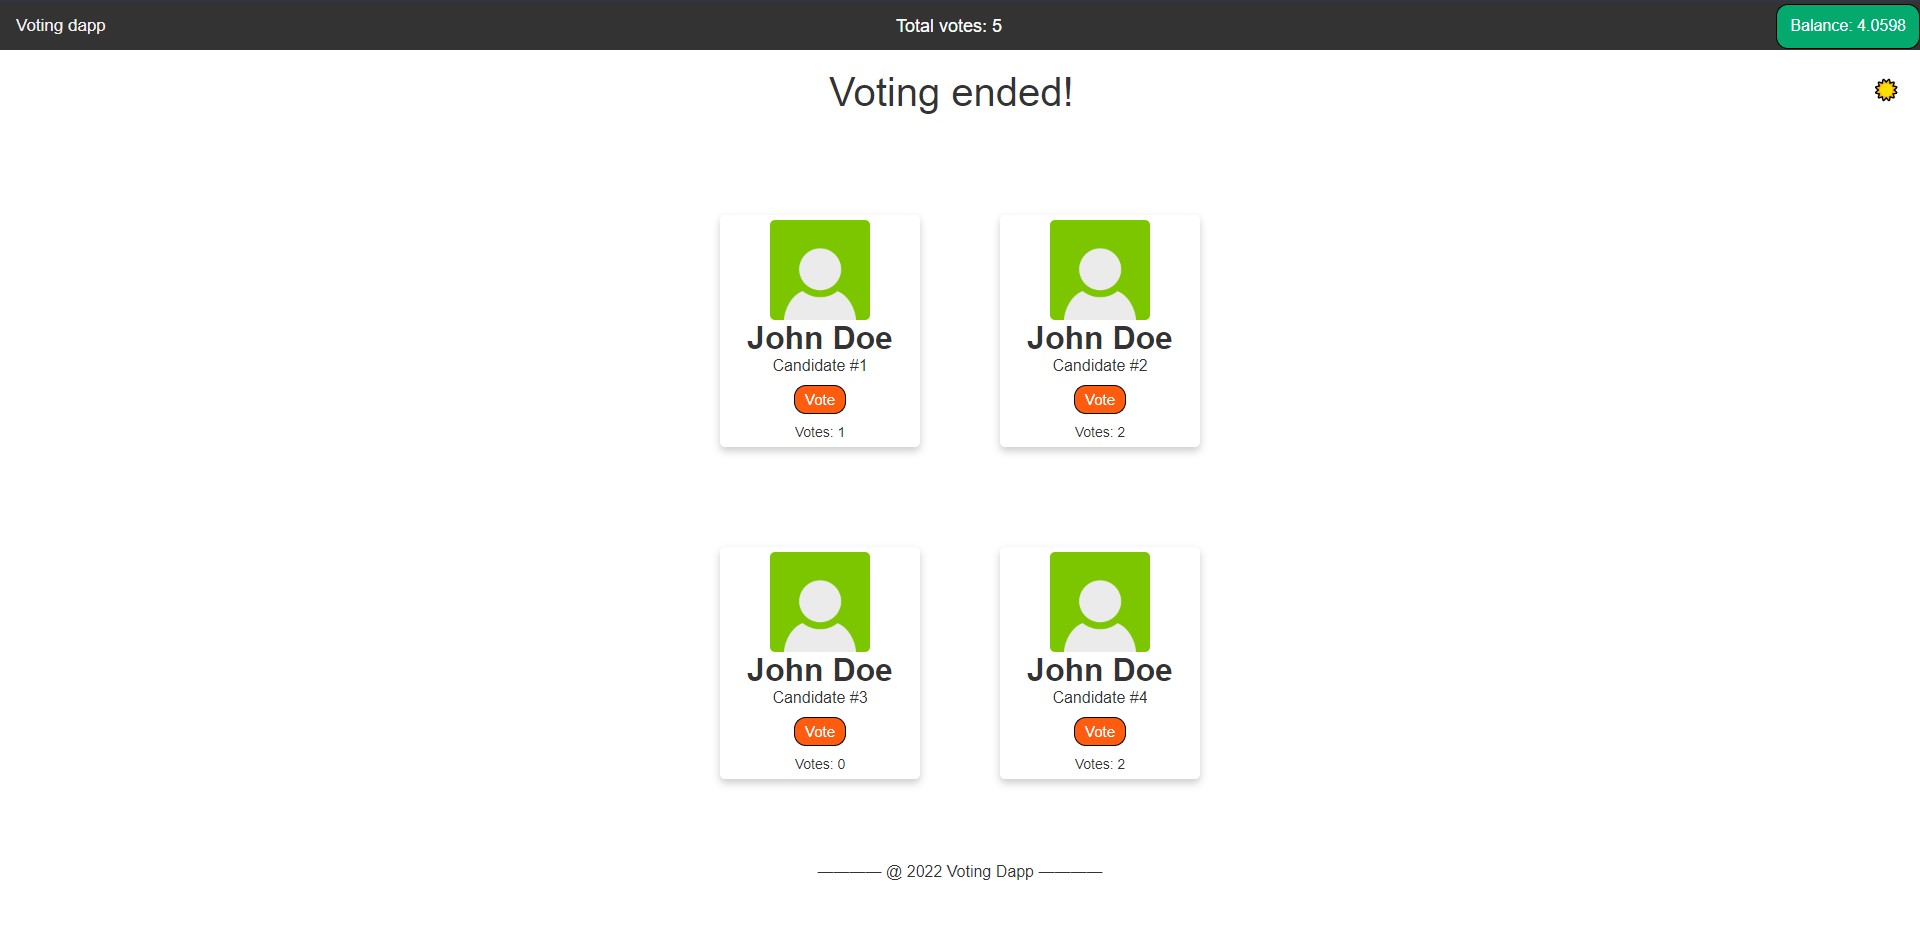 Voting dapp
Total votes: 5
Balance: 4.0598
Voting ended!
John Doe
Candidate #1
Vote
Votes: 1
John Doe
Candidate #2
Vote
Votes: 2
John Doe
Candidate #3
Vote
Votes: 0
John Doe
Candidate #4
Vote
Votes: 2
———— @ 2022 Voting Dapp ————